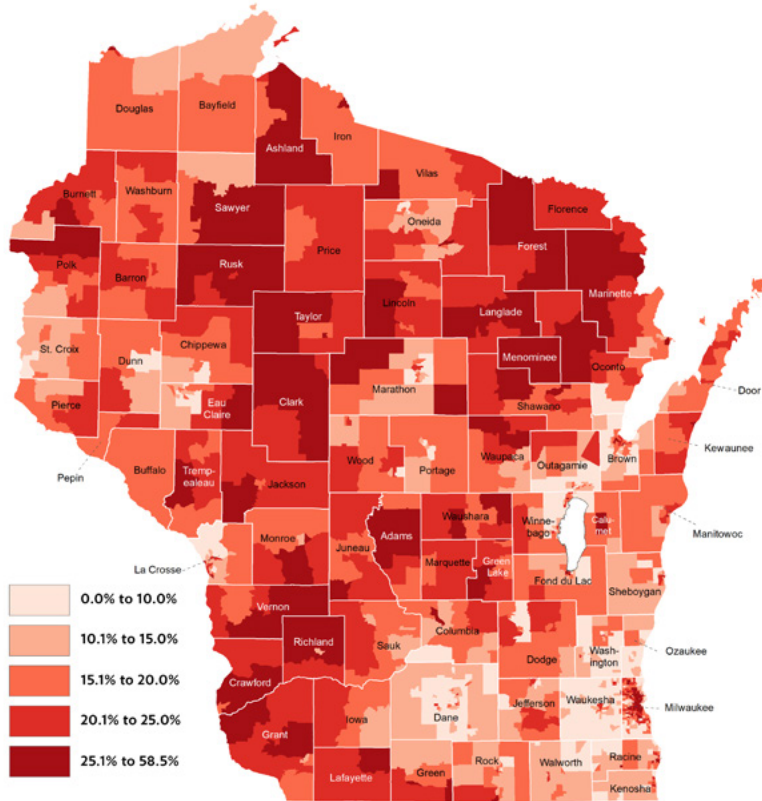 Douglas
Bayfield
Iron
Ashland
Vilas
Burnett
Washburn
Sawyer
Oneida
Florence
Forest
Price
Rusk
Polk
Barron
Marinette
Lincoln
Langlade
Taylor
Chippewa
St. Croix
Dunn
Menominee
Oconto
Marathon
Eau
Claire
Clark
Pierce
Shawano
Door
Kewaunee
Pepin
Buffalo
Tremp-
ealeau
Jackson
Wood
Portage
Waupaca
Outagamie
Brown
Waushara
Winne-
bago
Calu-
met
Manitowoc
Adams
Monroe
Juneau
La Crosse
Marquette
Green
Lake
Fond du Lac
Sheboygan
0.0% to 10.0%
Vernon
10.1% to 15.0%
Richland
Sauk
Columbia
Dodge
Wash-
ington
Ozaukee
15.1% to 20.0%
Crawford
Dane
Jefferson
Waukesha
Milwaukee
20.1% to 25.0%
Grant
Iowa
25.1% to 58.5%
Lafayette
Green
Rock
Walworth
Racine
Kenosha